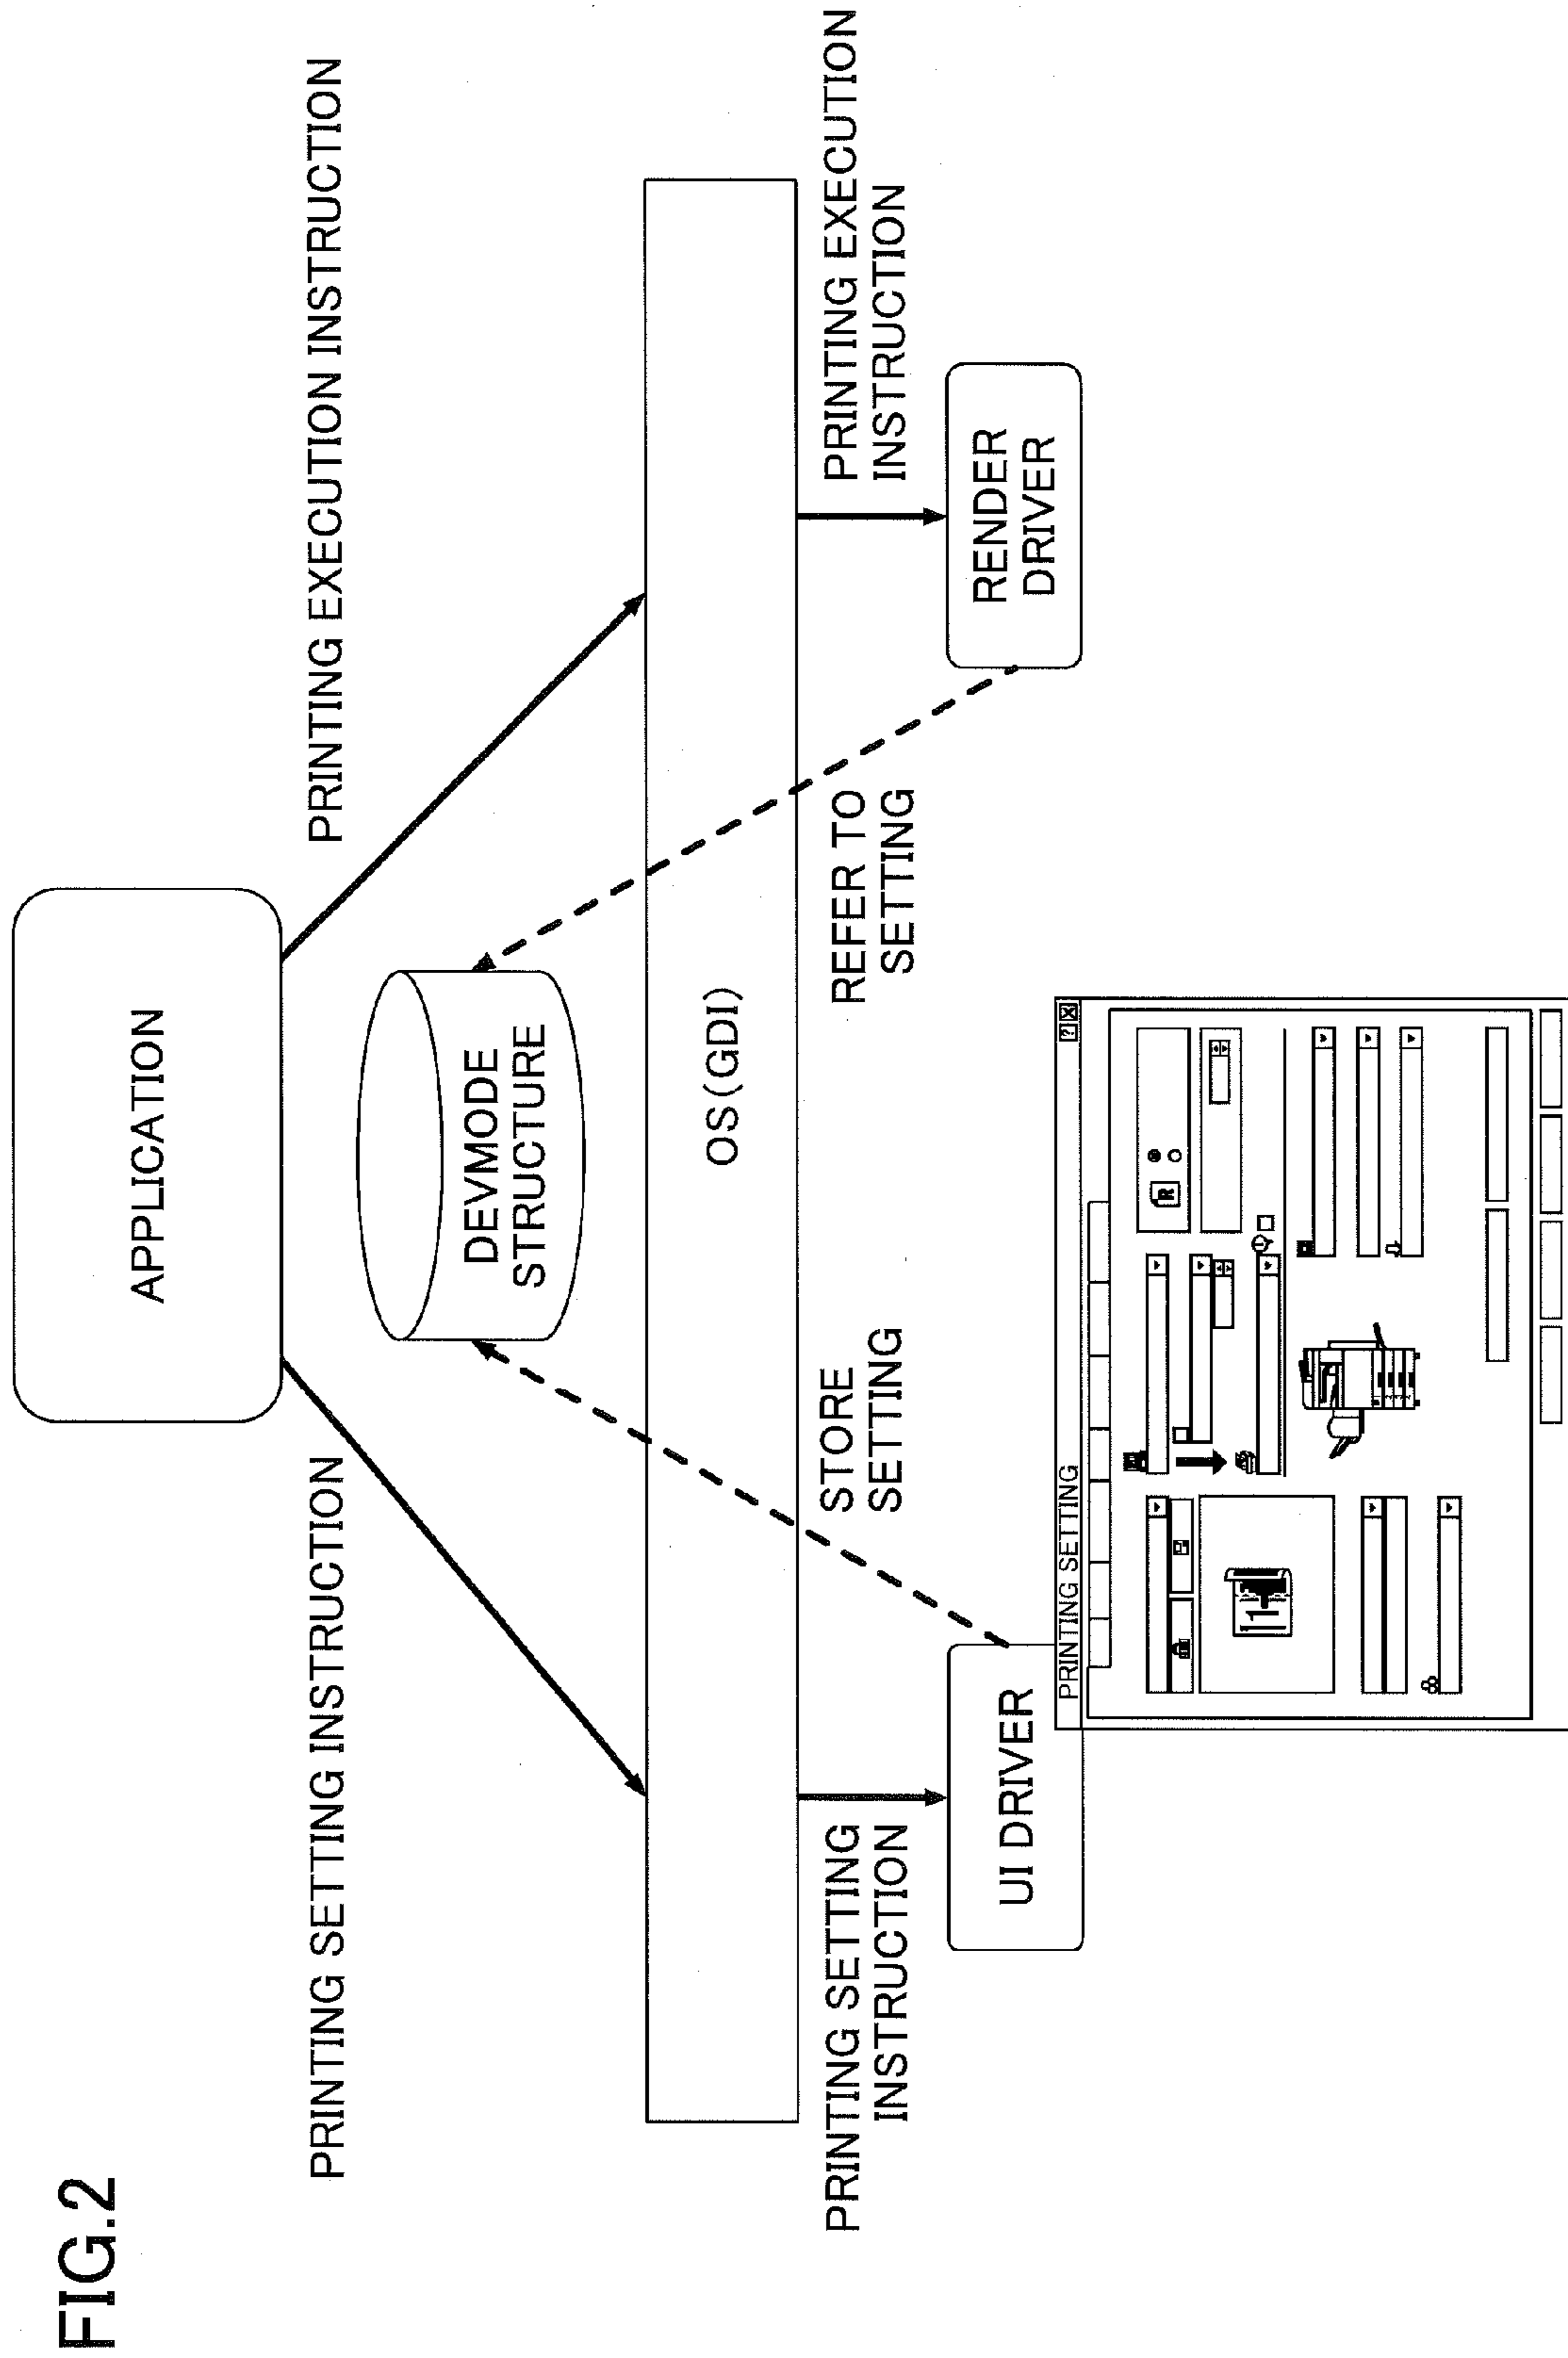 FIG.2
APPLICATION
PRINTING SETTING INSTRUCTION
PRINTING EXECUTION INSTRUCTION
DEVMODE
STRUCTURE
OS(GDI)
PRINTING SETTING
INSTRUCTION
STORE
SETTING
REFER TO
SETTING
PRINTING EXECUTION
INSTRUCTION
UI DRIVER
RENDER
DRIVER
PRINTING SETTING
?
R
1